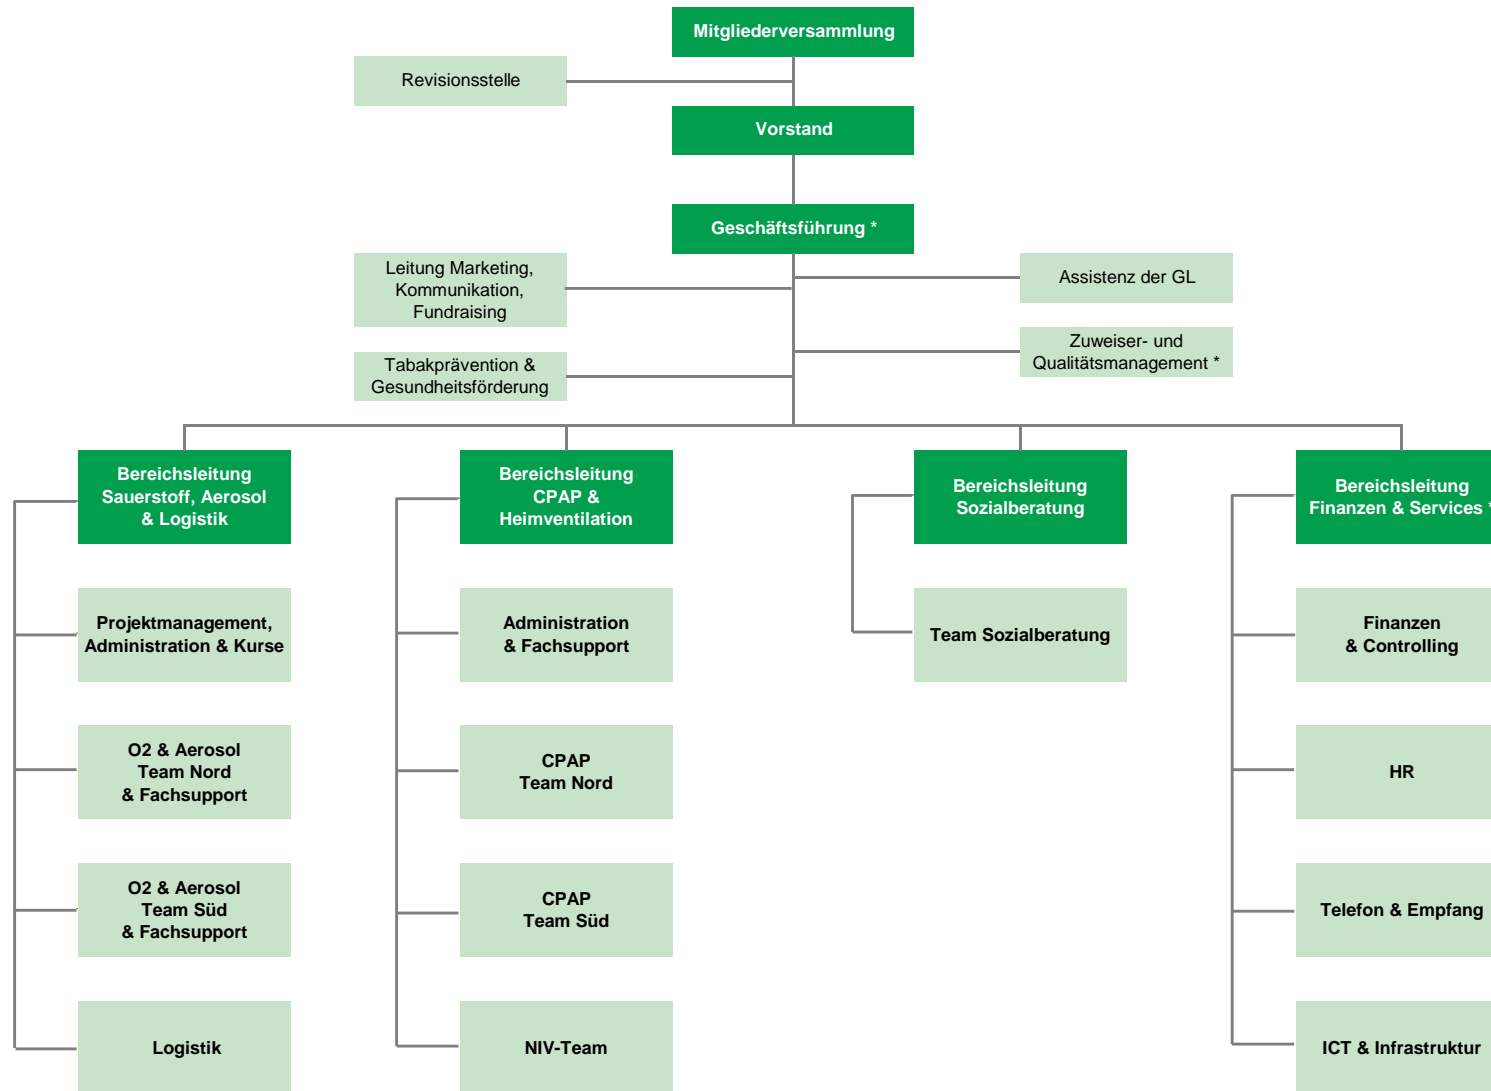 Mitgliederversammlung
Revisionsstelle
Vorstand
Geschäftsführung *
Leitung Marketing,
Kommunikation,
Fundraising
Assistenz der GL
Zuweiser- und
Qualitätsmanagement *
Tabakprävention &
Gesundheitsförderung
Bereichsleitung
Sauerstoff, Aerosol
& Logistik
Bereichsleitung
CPAP &
Heimventilation
Bereichsleitung
Sozialberatung
Bereichsleitung
Finanzen & Services *
Projektmanagement,
Administration & Kurse
Administration
& Fachsupport
Team Sozialberatung
Finanzen
& Controlling
O2 & Aerosol
Team Nord
& Fachsupport
CPAP
Team Nord
HR
O2 & Aerosol
Team Süd
& Fachsupport
CPAP
Team Süd
Telefon & Empfang
Logistik
NIV-Team
ICT & Infrastruktur